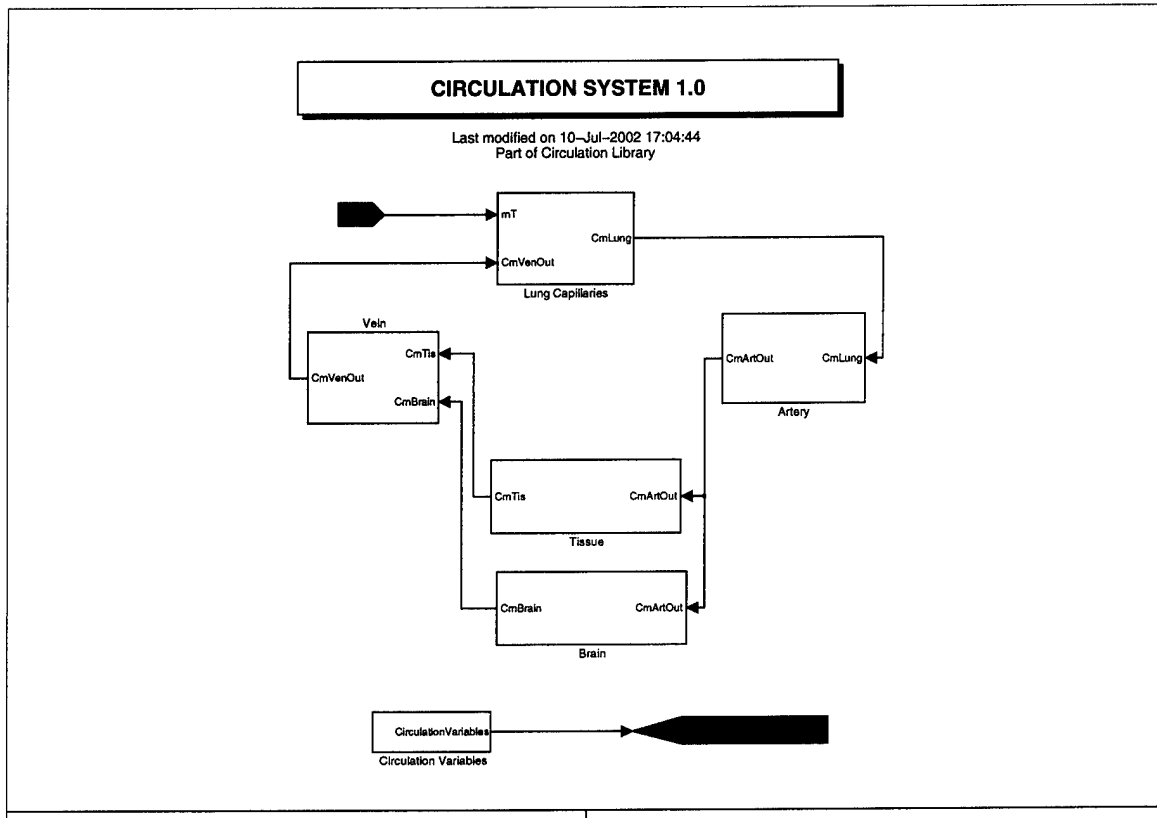 CIRCULATION SYSTEM 1.0
Last modified on 10-Jul-2002 17:04:44
Part of Circulation Library
mT
CmLung
CmVenOut
Lung Capillaries
Vein
CmTis
CmVenOut
CmBrain
CmArtOut
CmLung
Artery
CmTis
CmArtOut
Tissue
CmBrain
CmArtOut
Brain
CirculationVariables
Circulation Variables